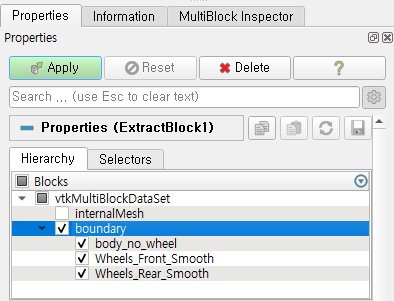 Properties Information MultiBlock Inspector
Properties
Apply Reset Delete ?
Search ... (use Esc to clear text)
Properties (ExtractBlock1)
Hierarchy Selectors
Blocks
vtkMultiBlockDataSet
internalMesh
boundary
body_no_wheel
Wheels_Front_Smooth
Wheels_Rear_Smooth